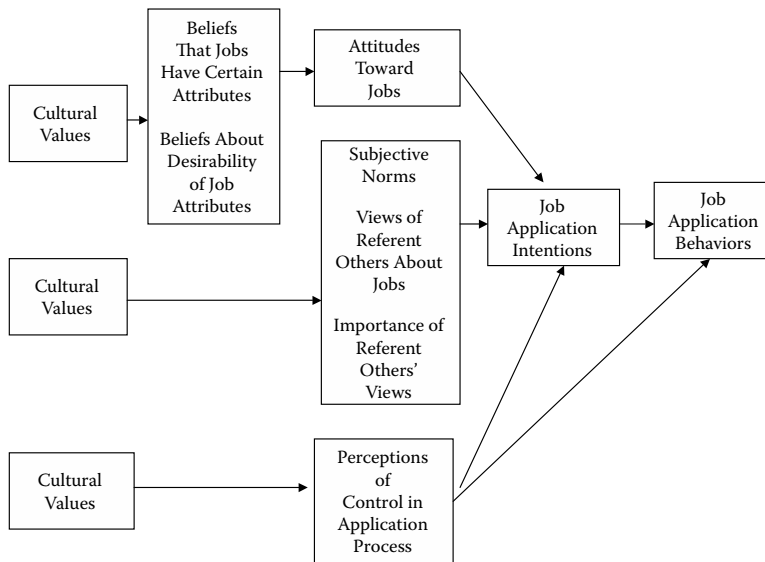 Cultural
Values
Beliefs
That Jobs
Have Certain
Attributes
Beliefs About
Desirability
of Job
Attributes
Attitudes
Toward
Jobs
Cultural
Values
Subjective
Norms
Views of
Referent
Others About
Jobs
Importance of
Referent
Others’
Views
Job
Application
Intentions
Job
Application
Behaviors
Cultural
Values
Perceptions
of
Control in
Application
Process